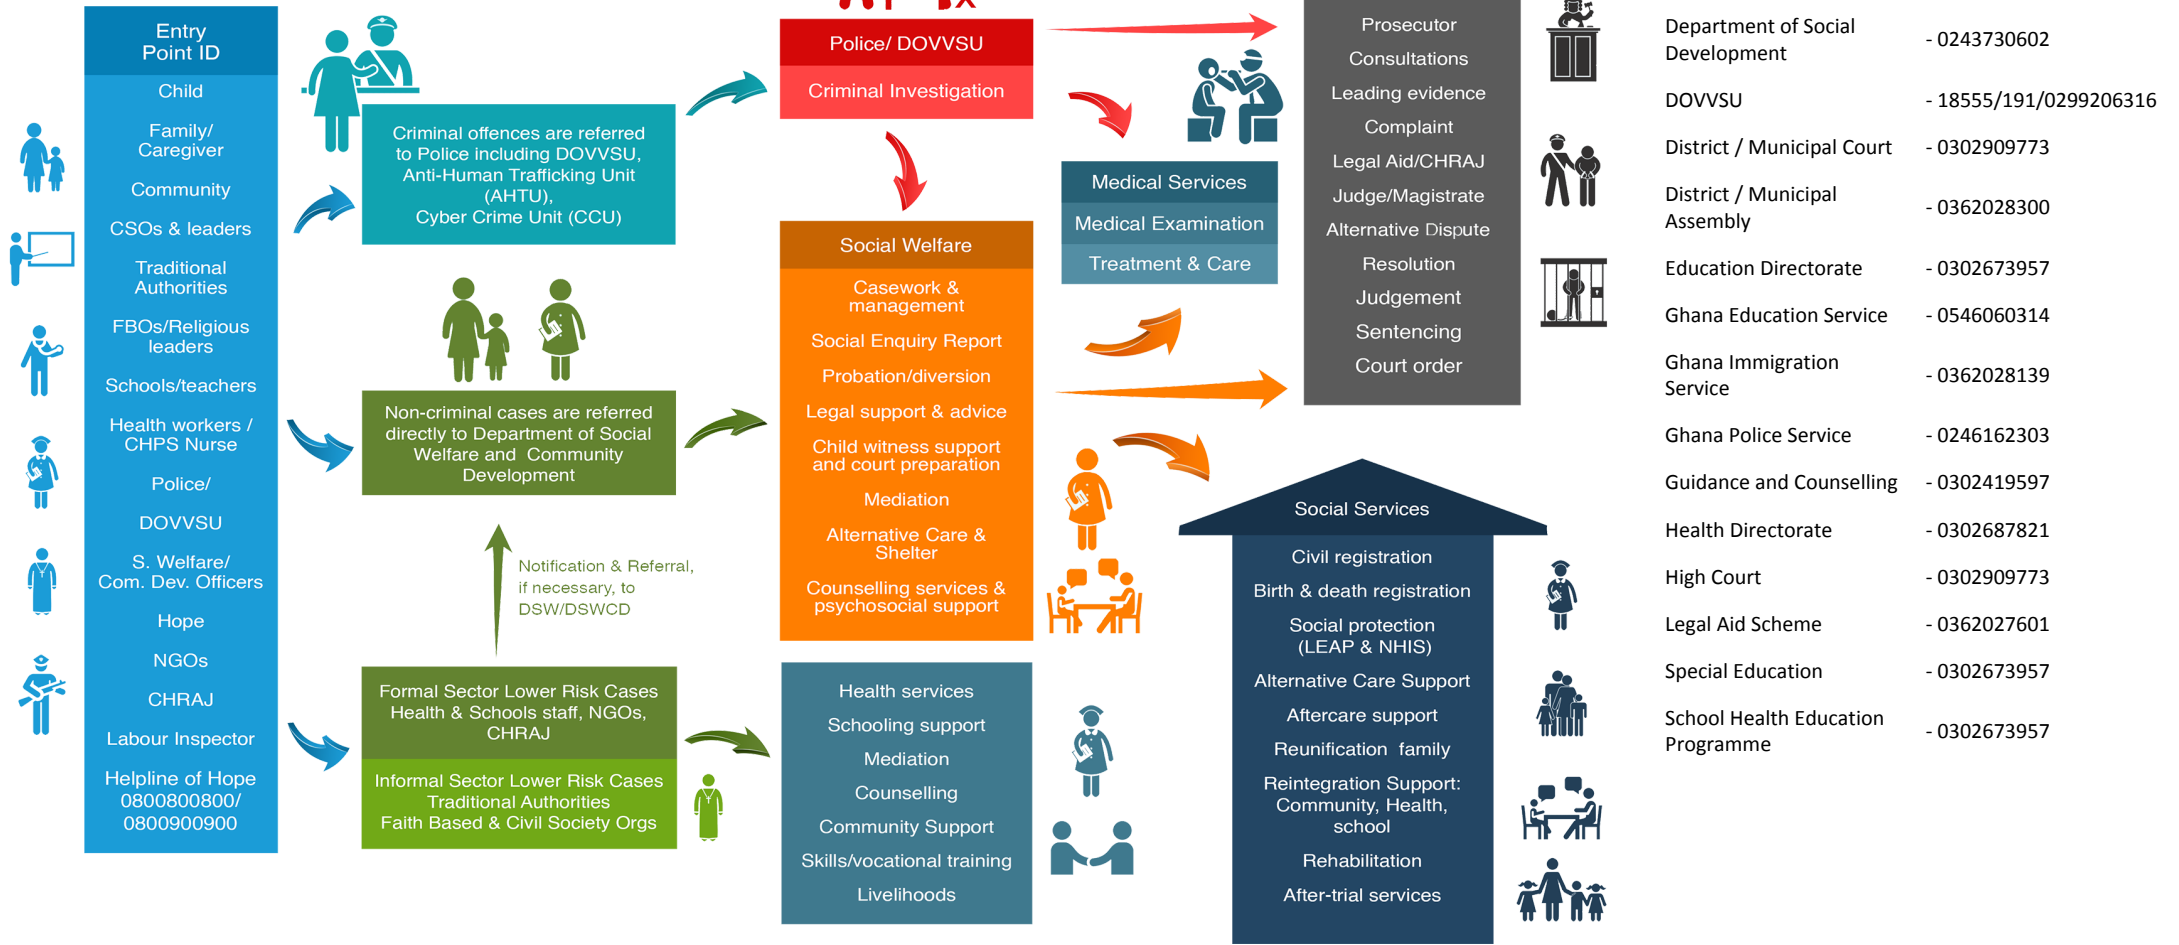 Entry
Point ID
Child
Family/
Caregiver
Community
CSOs & leaders
Traditional
Authorities
FBOs/Religious
leaders
Schools/teachers
Health workers /
CHPS Nurse
Police/
DOVVSU
S. Welfare/
Com. Dev. Officers
Hope
NGOs
CHRAJ
Labour Inspector
Helpline of Hope
0800800800/
0800900900
Criminal offences are referred
to Police including DOVVSU,
Anti-Human Trafficking Unit
(AHTU),
Cyber Crime Unit (CCU)
Non-criminal cases are referred
directly to Department of Social
Welfare and Community
Development
Notification & Referral,
if necessary, to
DSW/DSWCD
Formal Sector Lower Risk Cases
Health & Schools staff, NGOs,
CHRAJ
Informal Sector Lower Risk Cases
Traditional Authorities
Faith Based & Civil Society Orgs
Police/ DOVVSU
Criminal Investigation
Social Welfare
Casework &
management
Social Enquiry Report
Probation/diversion
Legal support & advice
Child witness support
and court preparation
Mediation
Alternative Care &
Shelter
Counselling services &
psychosocial support
Health services
Schooling support
Mediation
Counselling
Community Support
Skills/vocational training
Livelihoods
Medical Services
Medical Examination
Treatment & Care
Prosecutor
Consultations
Leading evidence
Complaint
Legal Aid/CHRAJ
Judge/Magistrate
Alternative Dispute
Resolution
Judgement
Sentencing
Court order
Social Services
Civil registration
Birth & death registration
Social protection
(LEAP & NHIS)
Alternative Care Support
Aftercare support
Reunification family
Reintegration Support:
Community, Health,
school
Rehabilitation
After-trial services
Department of Social
Development - 0243730602
DOVVSU - 18555/191/0299206316
District / Municipal Court - 0302909773
District / Municipal
Assembly - 0362028300
Education Directorate - 0302673957
Ghana Education Service - 0546060314
Ghana Immigration
Service - 0362028139
Ghana Police Service - 0246162303
Guidance and Counselling - 0302419597
Health Directorate - 0302687821
High Court - 0302909773
Legal Aid Scheme - 0362027601
Special Education - 0302673957
School Health Education
Programme - 0302673957